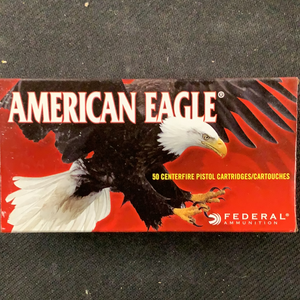 AMERICAN EAGLE®
50 CENTERFIRE PISTOL CARTRIDGES/CARTOUCHES
FEDERAL
AMMUNITION